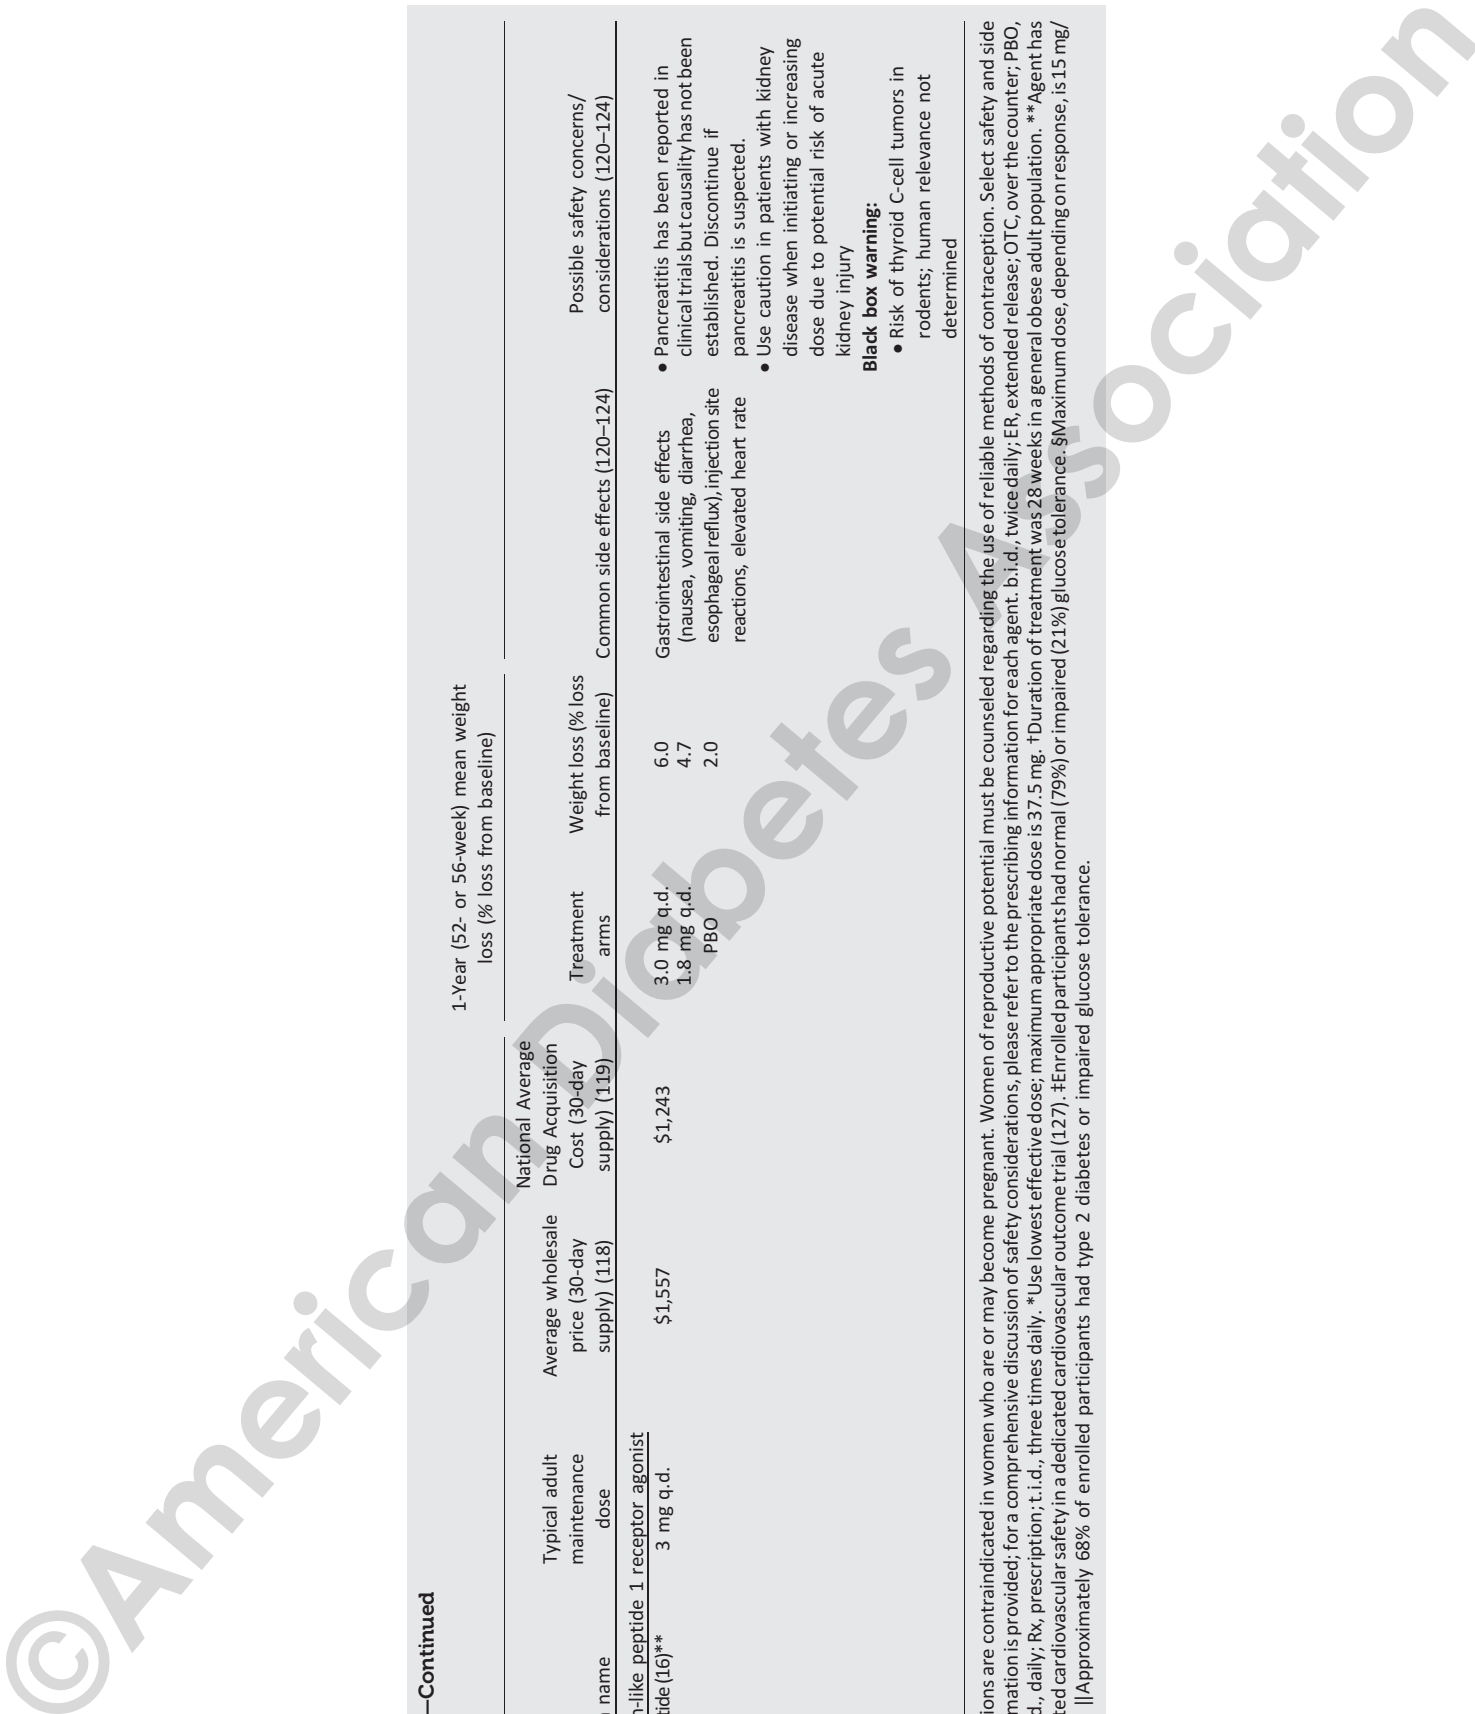 —Continued
1-Year (52- or 56-week) mean weight
loss (% loss from baseline)
name
Typical adult
maintenance
dose
Average wholesale
price (30-day
supply) (118)
National Average
Drug Acquisition
Cost (30-day
supply) (119)
Treatment
arms
Weight loss (% loss
from baseline)
Common side effects (120–124)
Possible safety concerns/
considerations (120–124)
n-like peptide 1 receptor agonist
tide (16)**
3 mg q.d.
$1,557
$1,243
3.0 mg q.d.
1.8 mg q.d.
PBO
6.0
4.7
2.0
Gastrointestinal side effects
(nausea, vomiting, diarrhea,
esophageal reflux), injection site
reactions, elevated heart rate
• Pancreatitis has been reported in
clinical trials but causality has not been
established. Discontinue if
pancreatitis is suspected.
• Use caution in patients with kidney
disease when initiating or increasing
dose due to potential risk of acute
kidney injury
Black box warning:
• Risk of thyroid C-cell tumors in
rodents; human relevance not
determined
ions are contraindicated in women who are or may become pregnant. Women of reproductive potential must be counseled regarding the use of reliable methods of contraception. Select safety and side
mation is provided; for a comprehensive discussion of safety considerations, please refer to the prescribing information for each agent. b.i.d., twice daily; ER, extended release; OTC, over the counter; PBO,
d., daily; Rx, prescription; t.i.d., three times daily. *Use lowest effective dose; maximum appropriate dose is 37.5 mg. †Duration of treatment was 28 weeks in a general obese adult population. **Agent has
ted cardiovascular safety in a dedicated cardiovascular outcome trial (127). ‡Enrolled participants had normal (79%) or impaired (21%) glucose tolerance. §Maximum dose, depending on response, is 15 mg/
||Approximately 68% of enrolled participants had type 2 diabetes or impaired glucose tolerance.
©American Diabetes Association